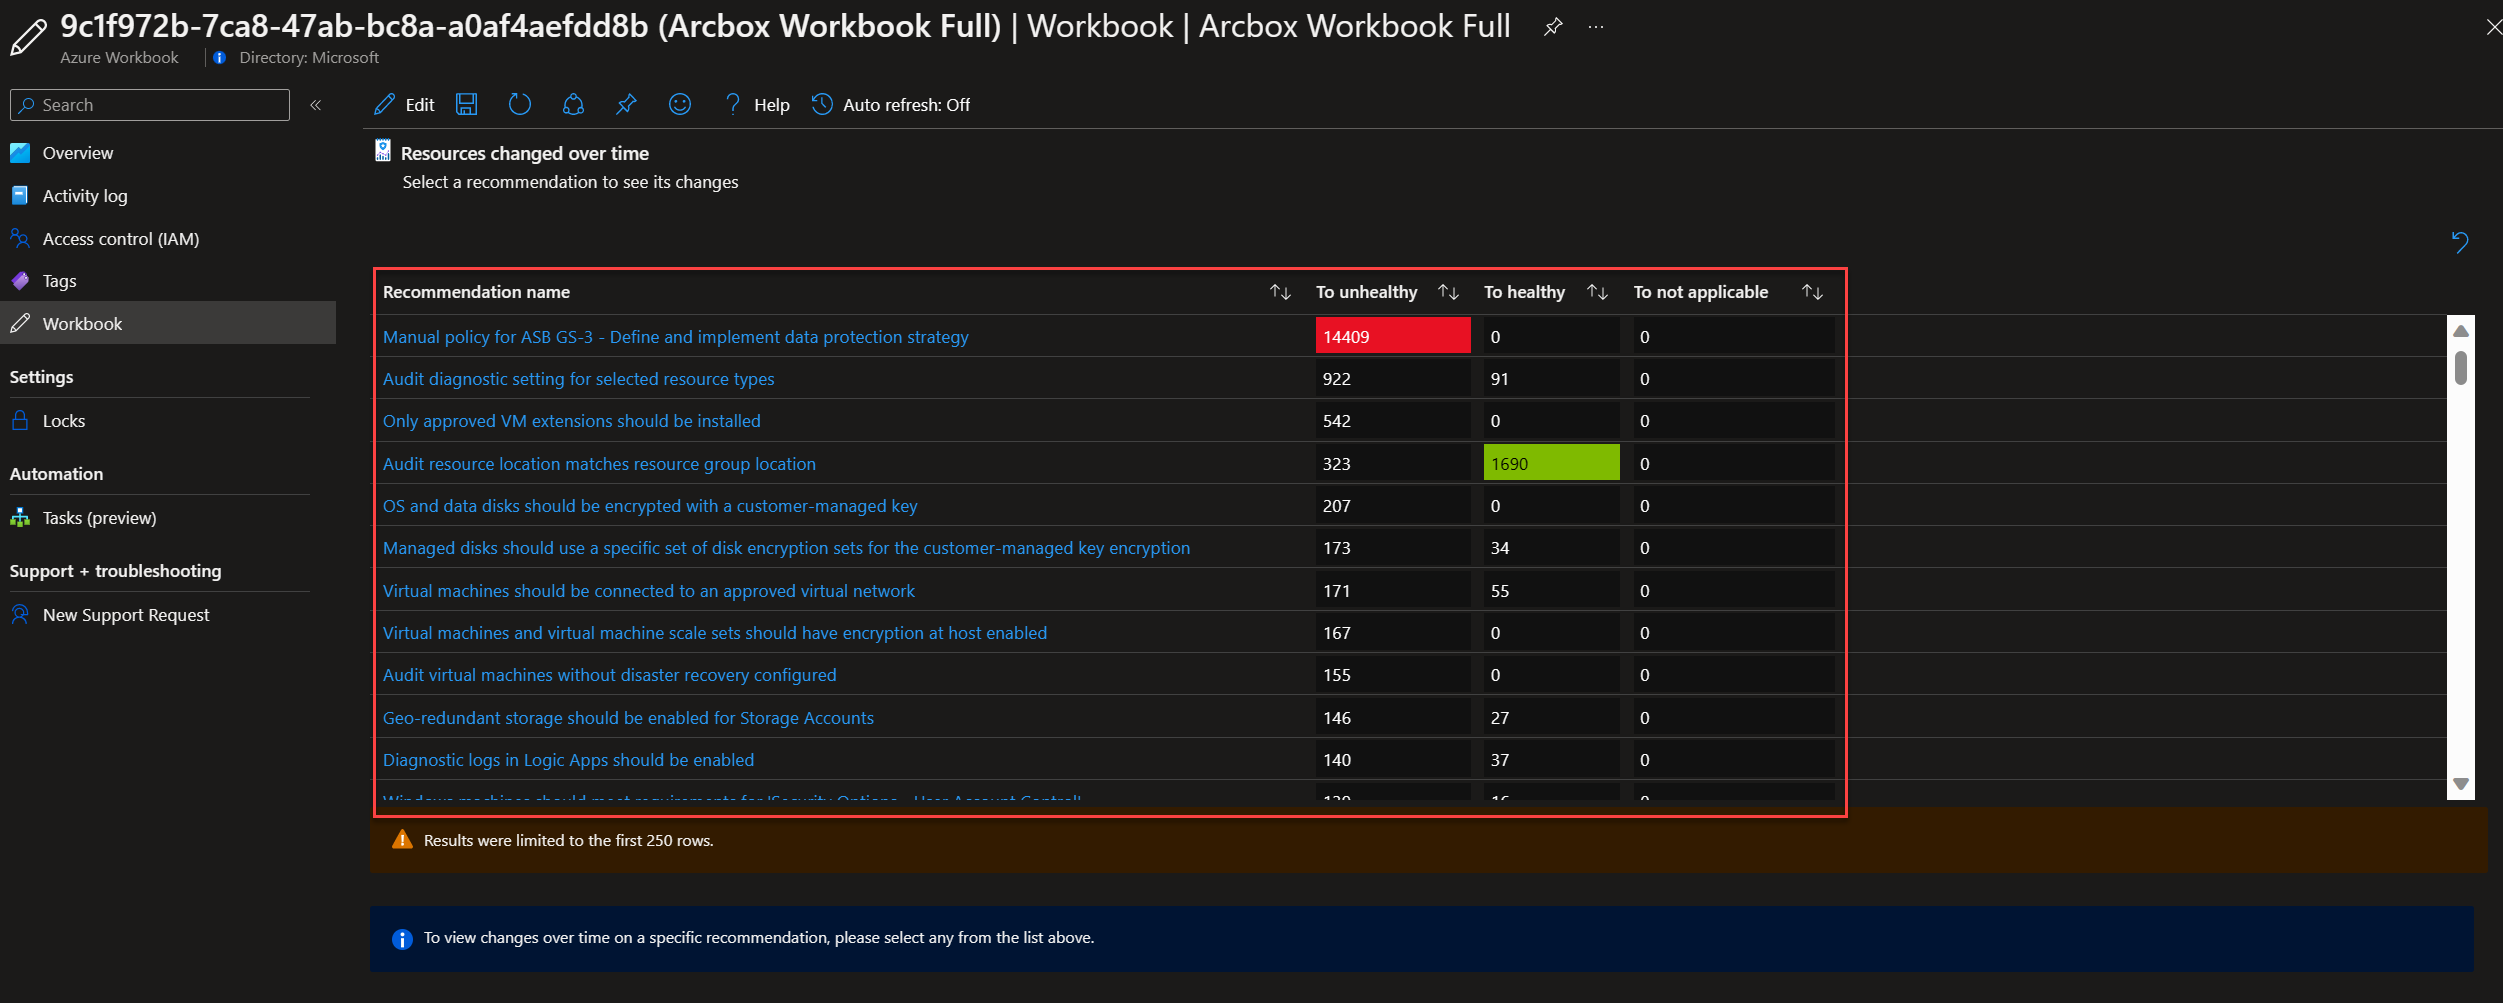 9c1f972b-7ca8-47ab-bc8a-a0af4aefdd8b (Arcbox Workbook Full) | Workbook | Arcbox Workbook Full
Azure Workbook | Directory: Microsoft
Search
Overview
Activity log
Access control (IAM)
Tags
Workbook
Settings
Locks
Automation
Tasks (preview)
Support + troubleshooting
New Support Request
Edit Help Auto refresh: Off
Resources changed over time
Select a recommendation to see its changes
Recommendation name To unhealthy To healthy To not applicable
Manual policy for ASB GS-3 - Define and implement data protection strategy 14409 0 0
Audit diagnostic setting for selected resource types 922 91 0
Only approved VM extensions should be installed 542 0 0
Audit resource location matches resource group location 323 1690 0
OS and data disks should be encrypted with a customer-managed key 207 0 0
Managed disks should use a specific set of disk encryption sets for the customer-managed key encryption 173 34 0
Virtual machines should be connected to an approved virtual network 171 55 0
Virtual machines and virtual machine scale sets should have encryption at host enabled 167 0 0
Audit virtual machines without disaster recovery configured 155 0 0
Geo-redundant storage should be enabled for Storage Accounts 146 27 0
Diagnostic logs in Logic Apps should be enabled 140 37 0
Windows machines should meet requirements for 'Security Options - User Account Control'
Results were limited to the first 250 rows.
To view changes over time on a specific recommendation, please select any from the list above.